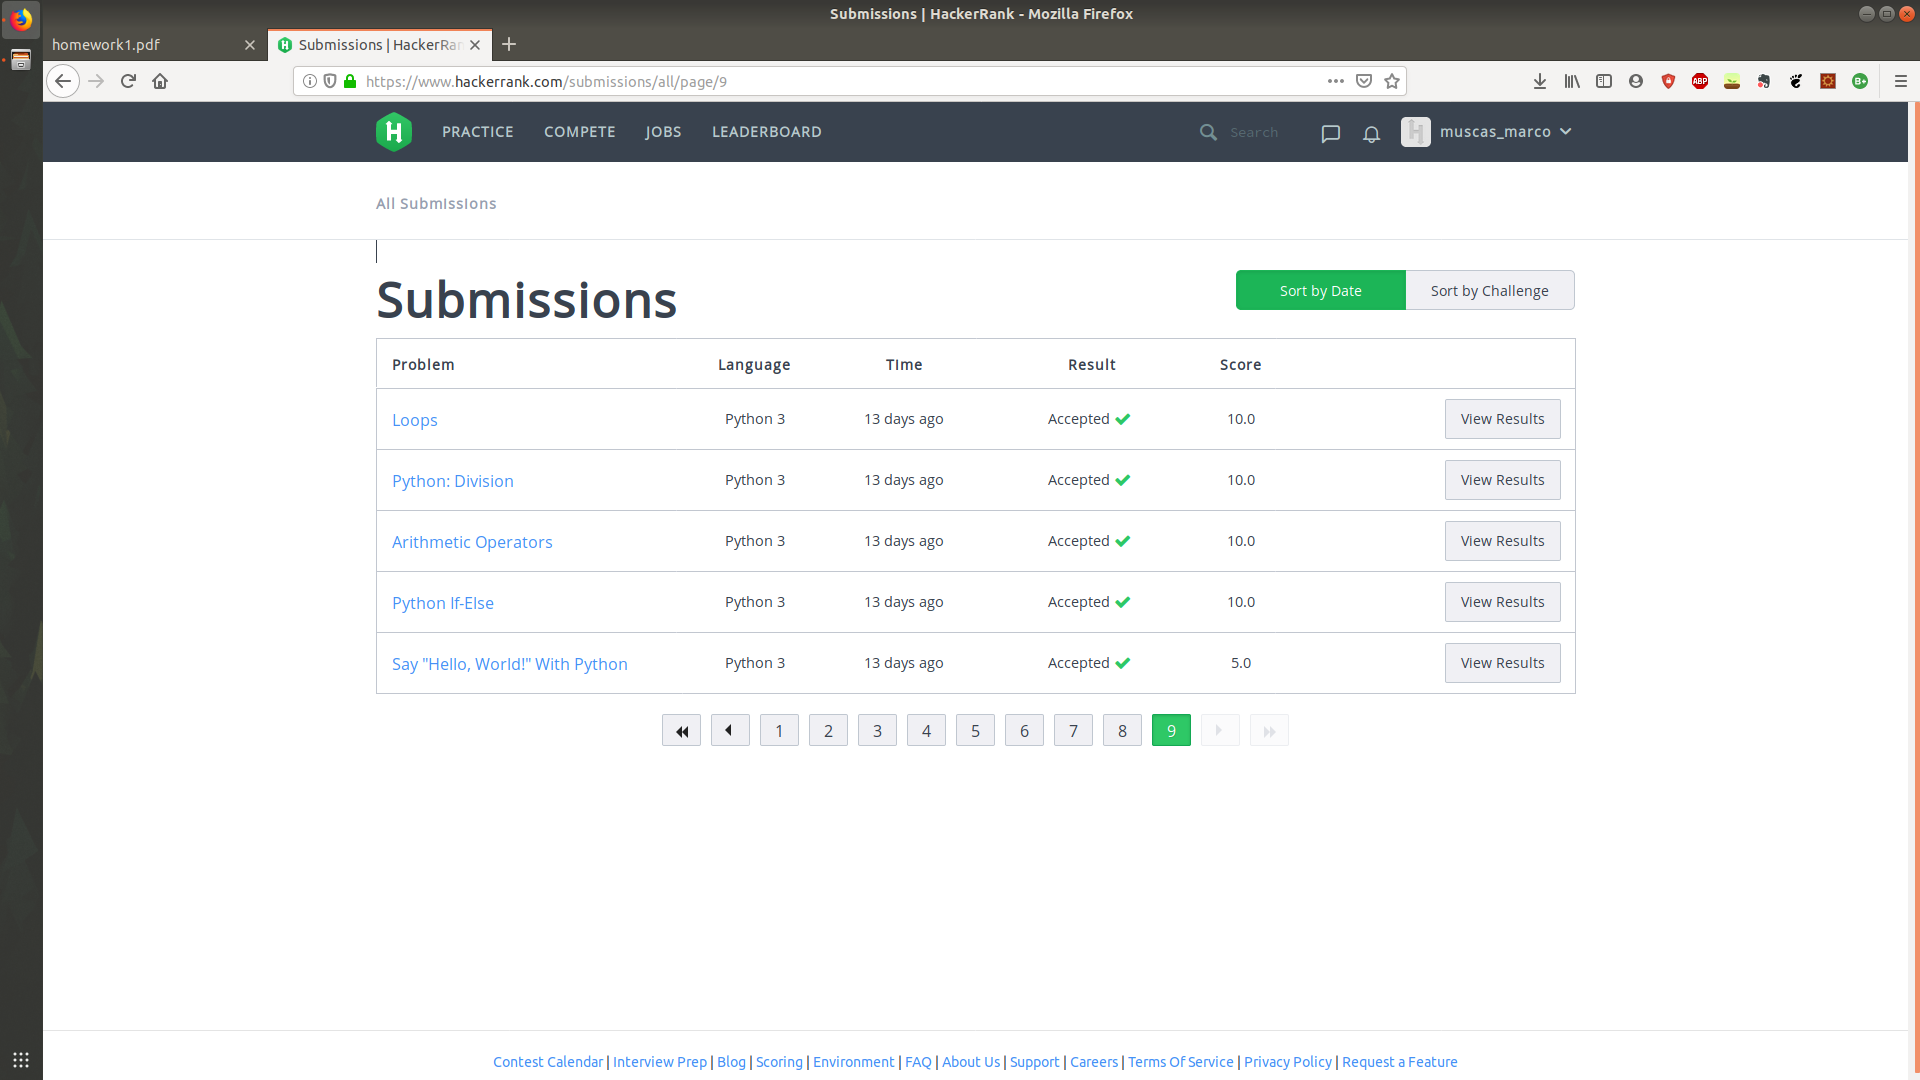 Submissions | HackerRank - Mozilla Firefox
homework1.pdf
Submissions | HackerRan
https://www.hackerrank.com/submissions/all/page/9
ABP
B+
PRACTICE COMPETE JOBS LEADERBOARD Search muscas_marco
All Submissions
Submissions
Sort by Date Sort by Challenge
Problem Language Time Result Score
Loops Python 3 13 days ago Accepted 10.0 View Results
Python: Division Python 3 13 days ago Accepted 10.0 View Results
Arithmetic Operators Python 3 13 days ago Accepted 10.0 View Results
Python If-Else Python 3 13 days ago Accepted 10.0 View Results
Say "Hello, World!" With Python Python 3 13 days ago Accepted 5.0 View Results
1 2 3 4 5 6 7 8 9
Contest Calendar | Interview Prep | Blog | Scoring | Environment | FAQ | About Us | Support | Careers | Terms Of Service | Privacy Policy | Request a Feature